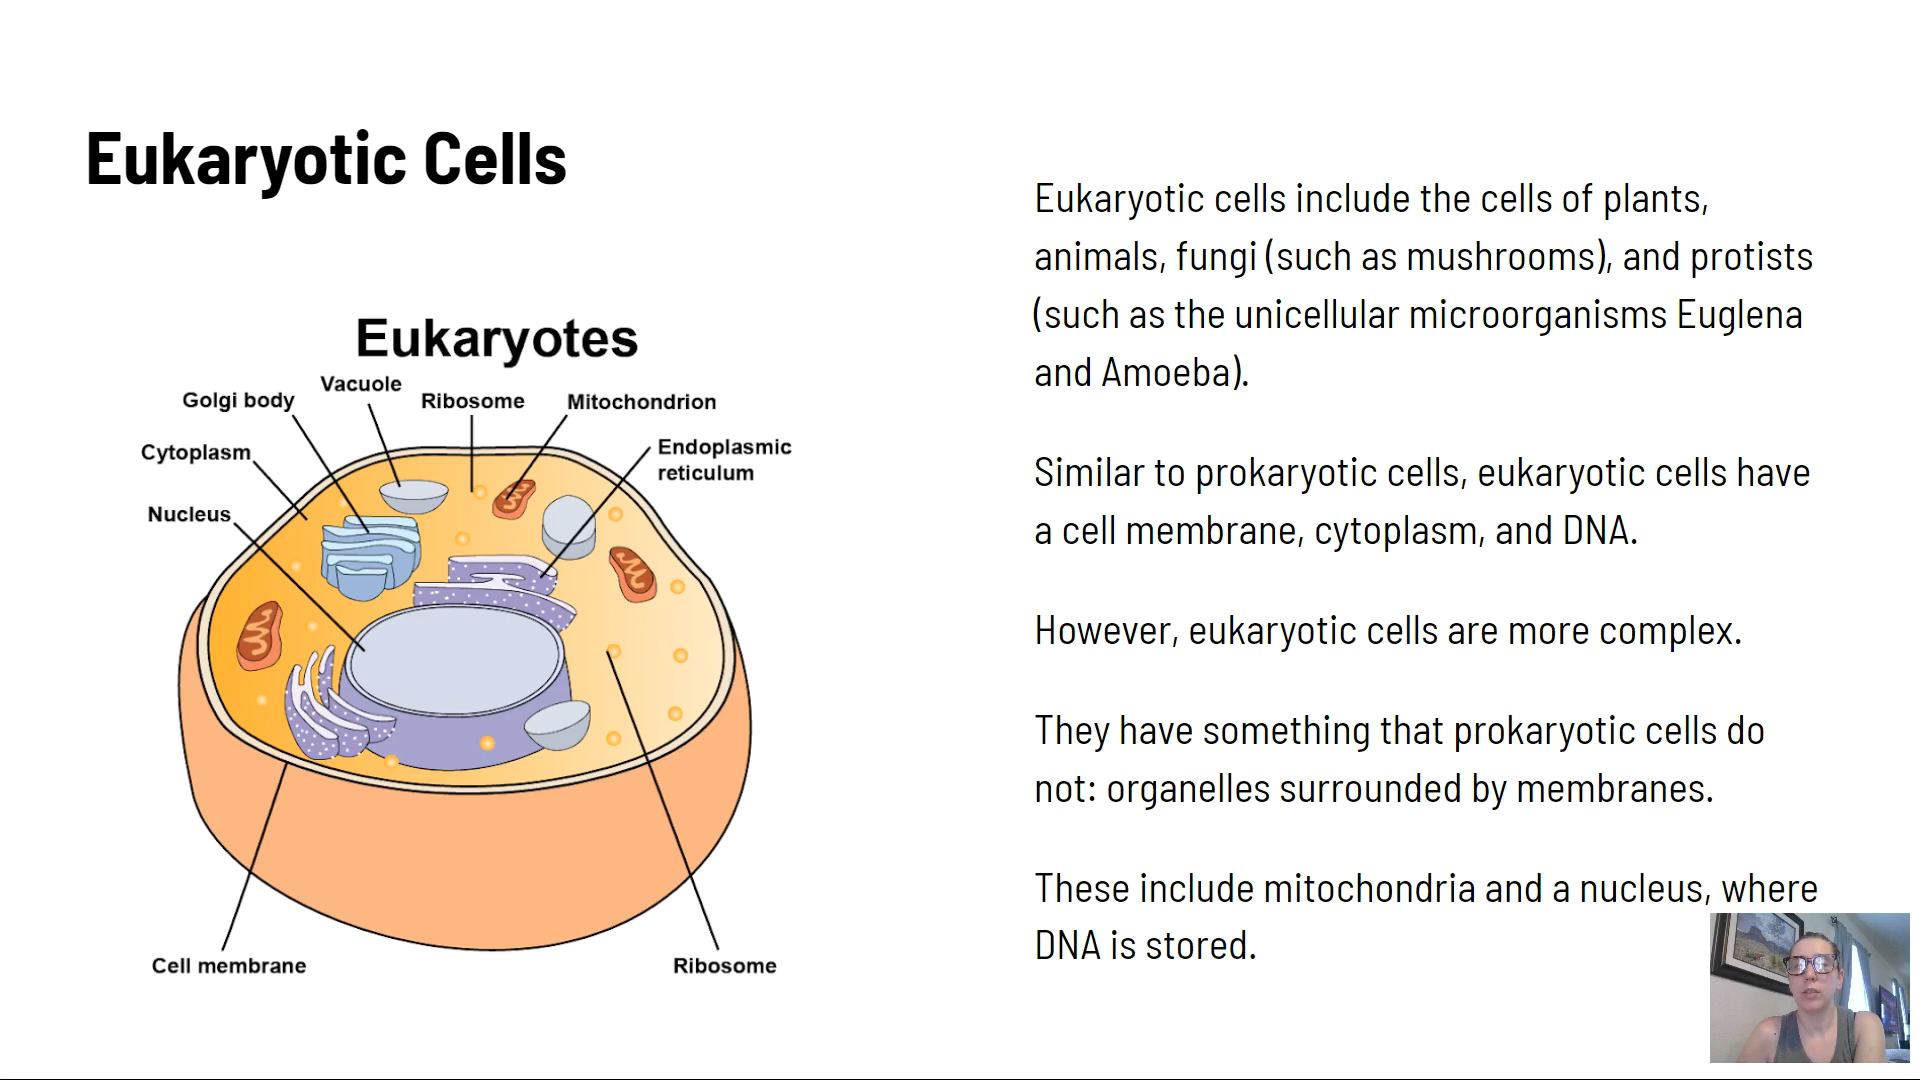 Eukaryotic Cells
Eukaryotes
Vacuole
Golgi body
Ribosome
Mitochondrion
Endoplasmic
reticulum
Cytoplasm
Nucleus
Cell membrane
Ribosome
Eukaryotic cells include the cells of plants,
animals, fungi (such as mushrooms), and protists
(such as the unicellular microorganisms Euglena
and Amoeba).
Similar to prokaryotic cells, eukaryotic cells have
a cell membrane, cytoplasm, and DNA.
However, eukaryotic cells are more complex.
They have something that prokaryotic cells do
not: organelles surrounded by membranes.
These include mitochondria and a nucleus, where
DNA is stored.